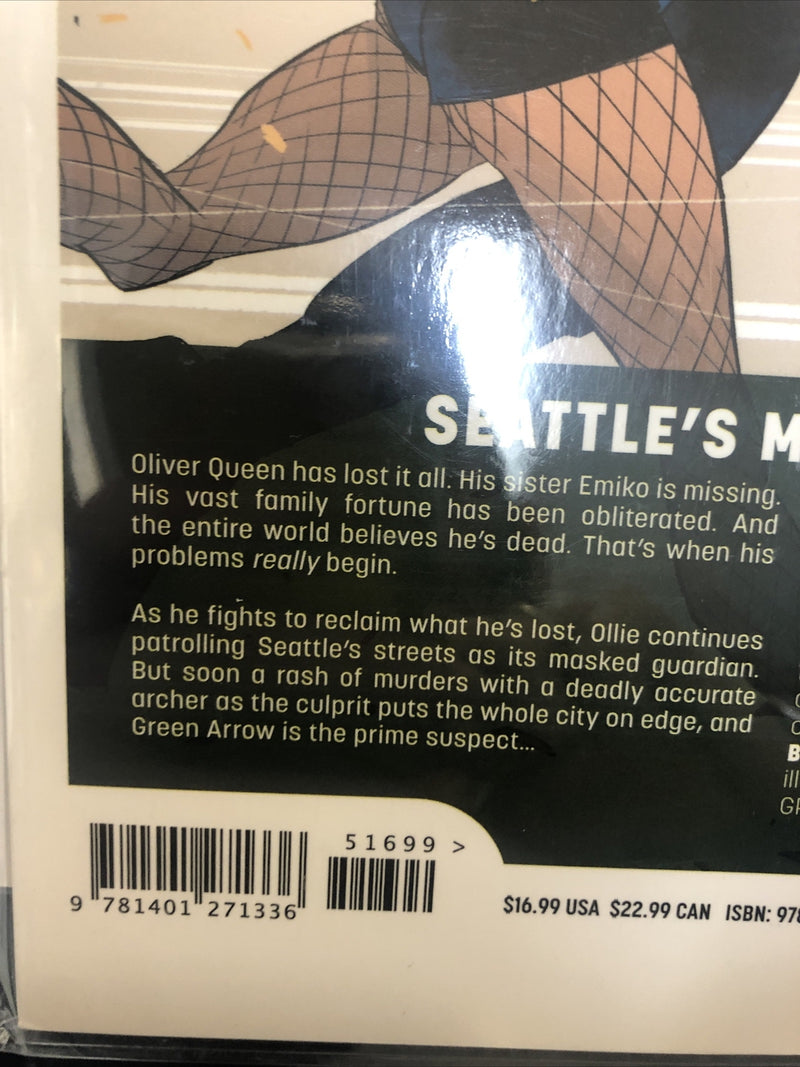 SEATTLE'S M
Oliver Queen has lost it all. His sister Emiko is missing.
His vast family fortune has been obliterated. And
the entire world believes he's dead. That's when his
problems really begin.
As he fights to reclaim what he's lost, Ollie continues
patrolling Seattle's streets as its masked guardian.
But soon a rash of murders with a deadly accurate
archer as the culprit puts the whole city on edge, and
Green Arrow is the prime suspect...
B
ill
GR
51699 >
9 781401 271336
$16.99 USA $22.99 CAN ISBN: 978